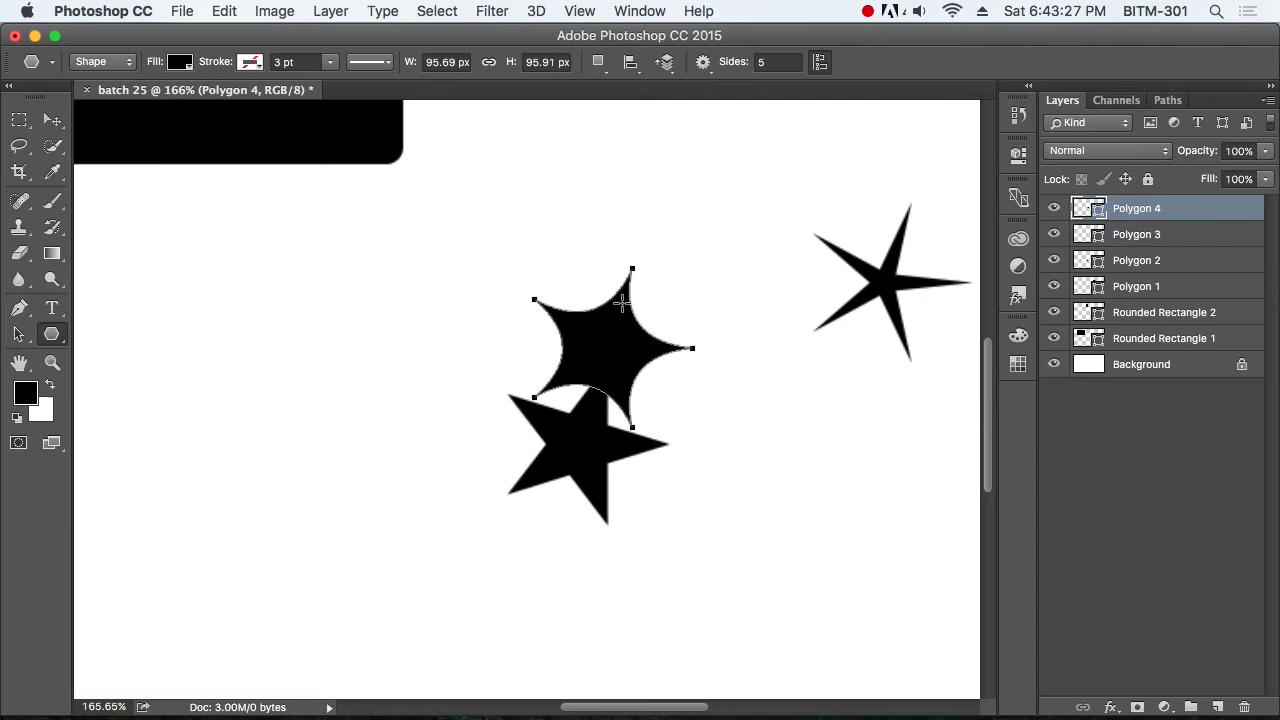 Photoshop CC File Edit Image Layer Type Select Filter 3D View Window Help 4 Sat 6:43:27 PM BITM-301
Adobe Photoshop CC 2015
Shape Fill: Stroke: 3 pt W: 95.69 px H: 95.91 px Sides: 5
× batch 25 @ 166% (Polygon 4, RGB/8) *
Layers Channels Paths
Kind
Normal Opacity: 100%
Lock: Fill: 100%
Polygon 4
Polygon 3
Polygon 2
Polygon 1
Rounded Rectangle 2
Rounded Rectangle 1
Background
165.65% Doc: 3.00M/0 bytes